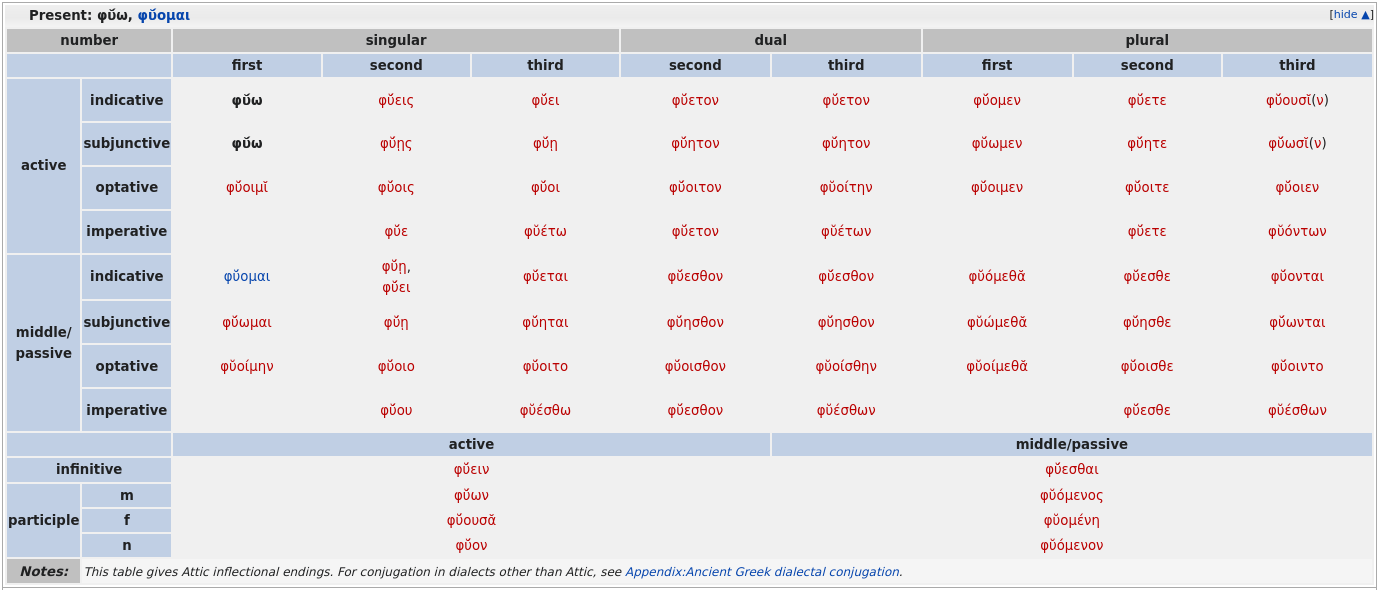 Present: φῠ́ω, φῠ́ομαι [hide ▲]
number singular dual plural
first second third second third first second third
active indicative φῠ́ω φῠ́εις φῠ́ει φῠ́ετον φῠ́ετον φῠ́ομεν φῠ́ετε φῠ́ουσῐ(ν)
subjunctive φῠ́ω φῠ́ῃς φῠ́ῃ φῠ́ητον φῠ́ητον φῠ́ωμεν φῠ́ητε φῠ́ωσῐ(ν)
optative φῠ́οιμῐ φῠ́οις φῠ́οι φῠ́οιτον φῠοίτην φῠ́οιμεν φῠ́οιτε φῠ́οιεν
imperative φῠ́ε φῠέτω φῠ́ετον φῠέτων φῠ́ετε φῠόντων
middle/
passive indicative φῠ́ομαι φῠ́ῃ,
φῠ́ει φῠ́εται φῠ́εσθον φῠ́εσθον φῠόμεθᾰ φῠ́εσθε φῠ́ονται
subjunctive φῠ́ωμαι φῠ́ῃ φῠ́ηται φῠ́ησθον φῠ́ησθον φῠώμεθᾰ φῠ́ησθε φῠ́ωνται
optative φῠοίμην φῠ́οιο φῠ́οιτο φῠ́οισθον φῠοίσθην φῠοίμεθᾰ φῠ́οισθε φῠ́οιντο
imperative φῠ́ου φῠέσθω φῠ́εσθον φῠέσθων φῠ́εσθε φῠέσθων
active middle/passive
infinitive φῠ́ειν φῠ́εσθαι
participle m φῠ́ων φῠόμενος
f φῠ́ουσᾰ φῠομένη
n φῠ́ον φῠόμενον
Notes: This table gives Attic inflectional endings. For conjugation in dialects other than Attic, see Appendix:Ancient Greek dialectal conjugation.